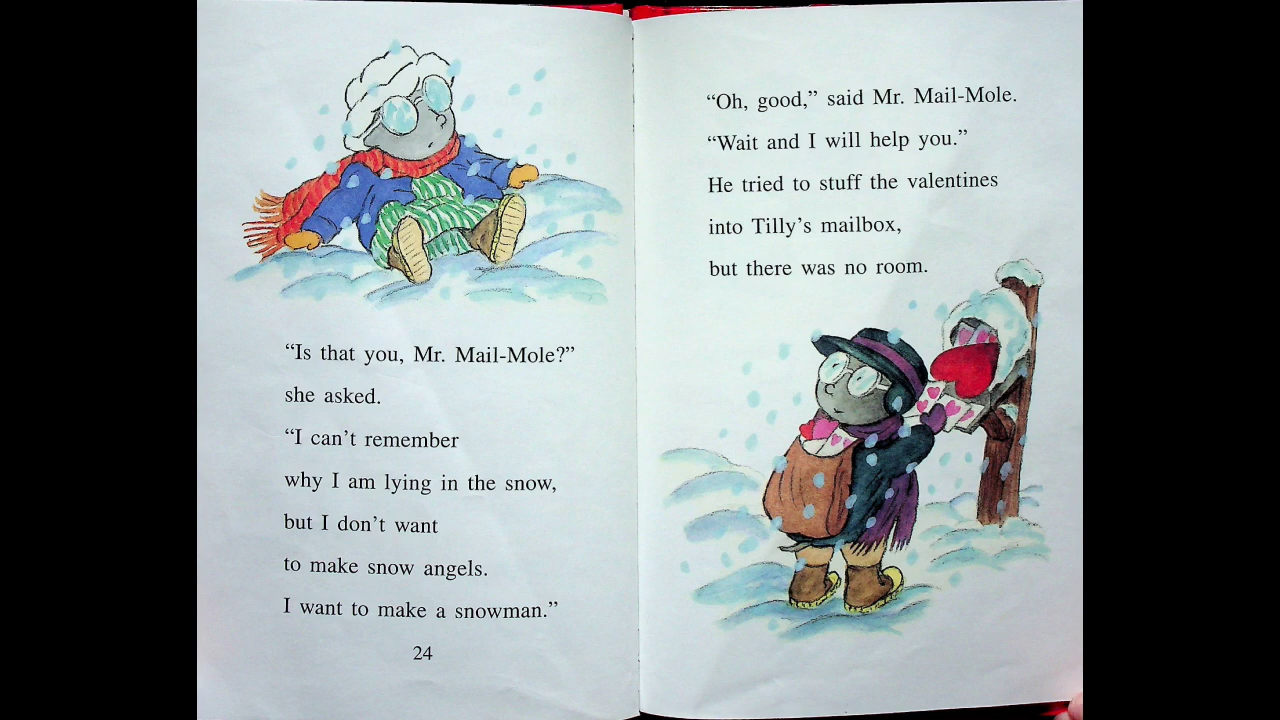 “Is that you, Mr. Mail-Mole?”
she asked.
“I can’t remember
why I am lying in the snow,
but I don’t want
to make snow angels.
I want to make a snowman.”
24
“Oh, good,” said Mr. Mail-Mole.
“Wait and I will help you.”
He tried to stuff the valentines
into Tilly’s mailbox,
but there was no room.